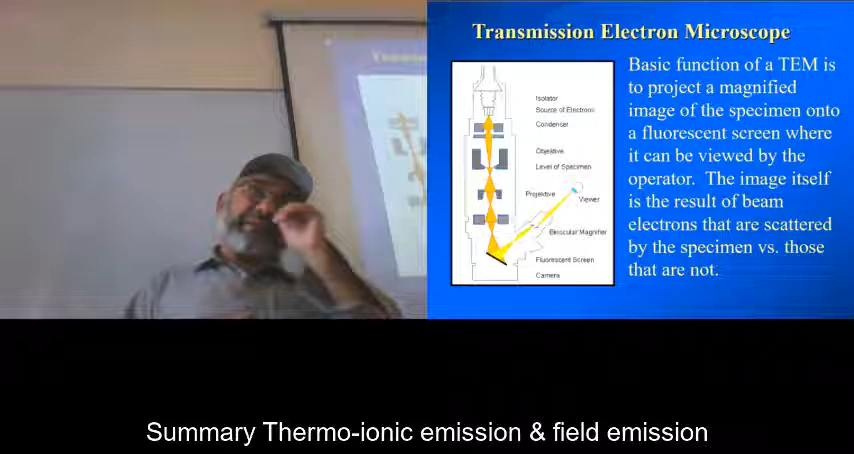 Transmission Electron Microscope
Isolator
Source of Electrons
Condenser
Objektive
Level of Specimen
Projektive
Viewer
Binocular Magnifier
Fluorescent Screen
Camera
Basic function of a TEM is
to project a magnified
image of the specimen onto
a fluorescent screen where
it can be viewed by the
operator. The image itself
is the result of beam
electrons that are scattered
by the specimen vs. those
that are not.
Summary Thermo-ionic emission & field emission